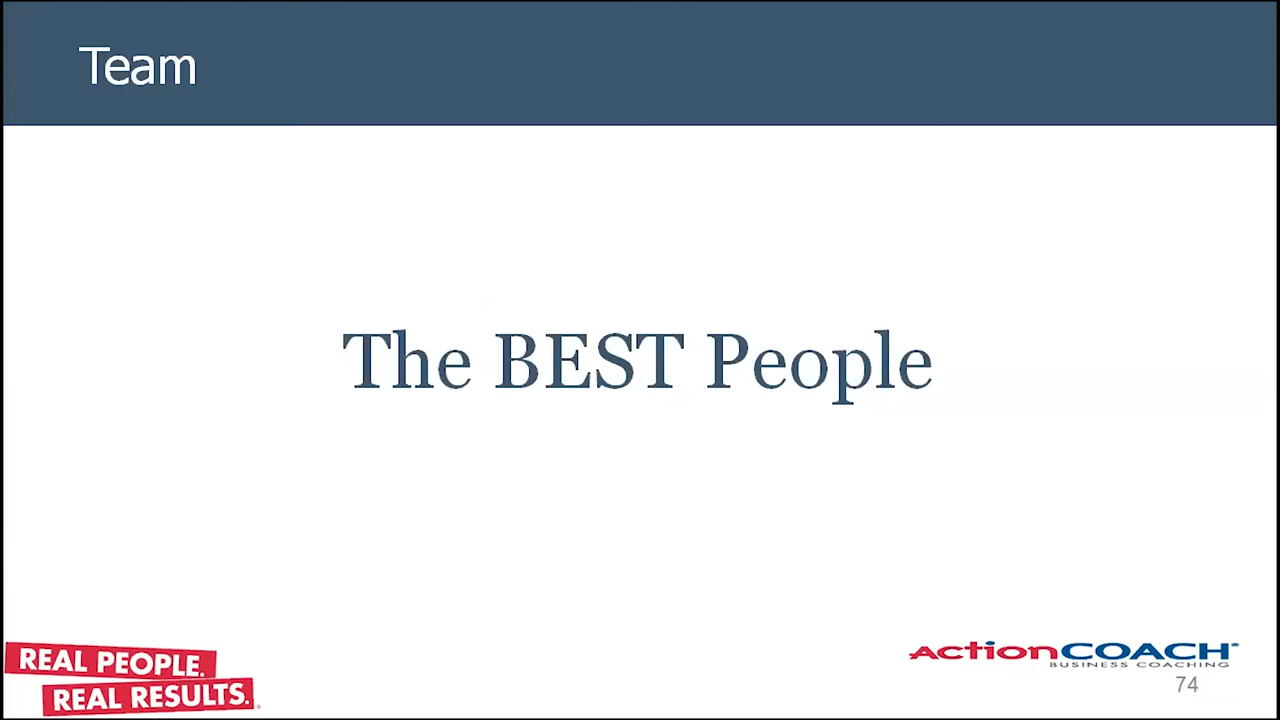 Team
The BEST People
REAL PEOPLE.
REAL RESULTS.
ActionCOACH®
BUSINESS COACHING
74